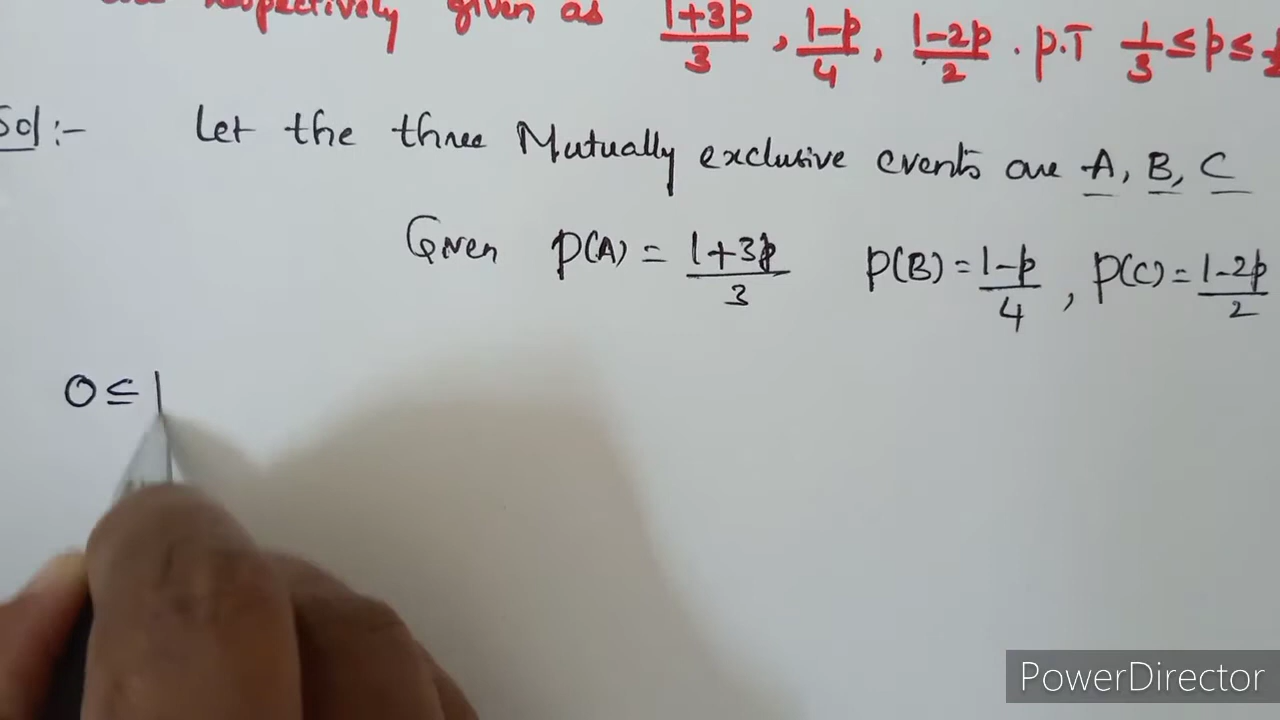 respectively given as 1+3p/3 , 1-p/4 , 1-2p/2 . P.T 1/3 ≤ p ≤
Sol :- Let the three Mutually exclusive events are A, B, C
Given P(A) = 1+3p/3 P(B) = 1-p/4 , P(C) = 1-2p/2
0 ≤ 1
PowerDirector